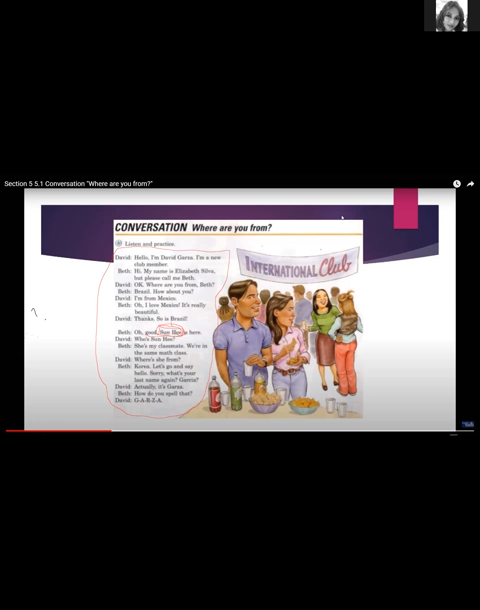 Section 5 5.1 Conversation "Where are you from?"
CONVERSATION Where are you from?
Listen and practice.
David: Hello, I'm David Garza. I'm a new
club member.
Beth: Hi. My name is Elizabeth Silva,
but please call me Beth.
David: OK. Where are you from, Beth?
Beth: Brazil. How about you?
David: I'm from Mexico.
Beth: Oh, I love Mexico! It's really
beautiful.
David: Thanks. So is Brazil!
Beth: Oh, good. Sun Hee is here.
David: Who's Sun Hee?
Beth: She's my classmate. We're in
the same math class.
David: Where's she from?
Beth: Korea. Let's go and say
hello. Sorry, what's your
last name again? Garcia?
David: Actually, it's Garza.
Beth: How do you spell that?
David: G-A-R-Z-A.
INTERNATIONAL Club